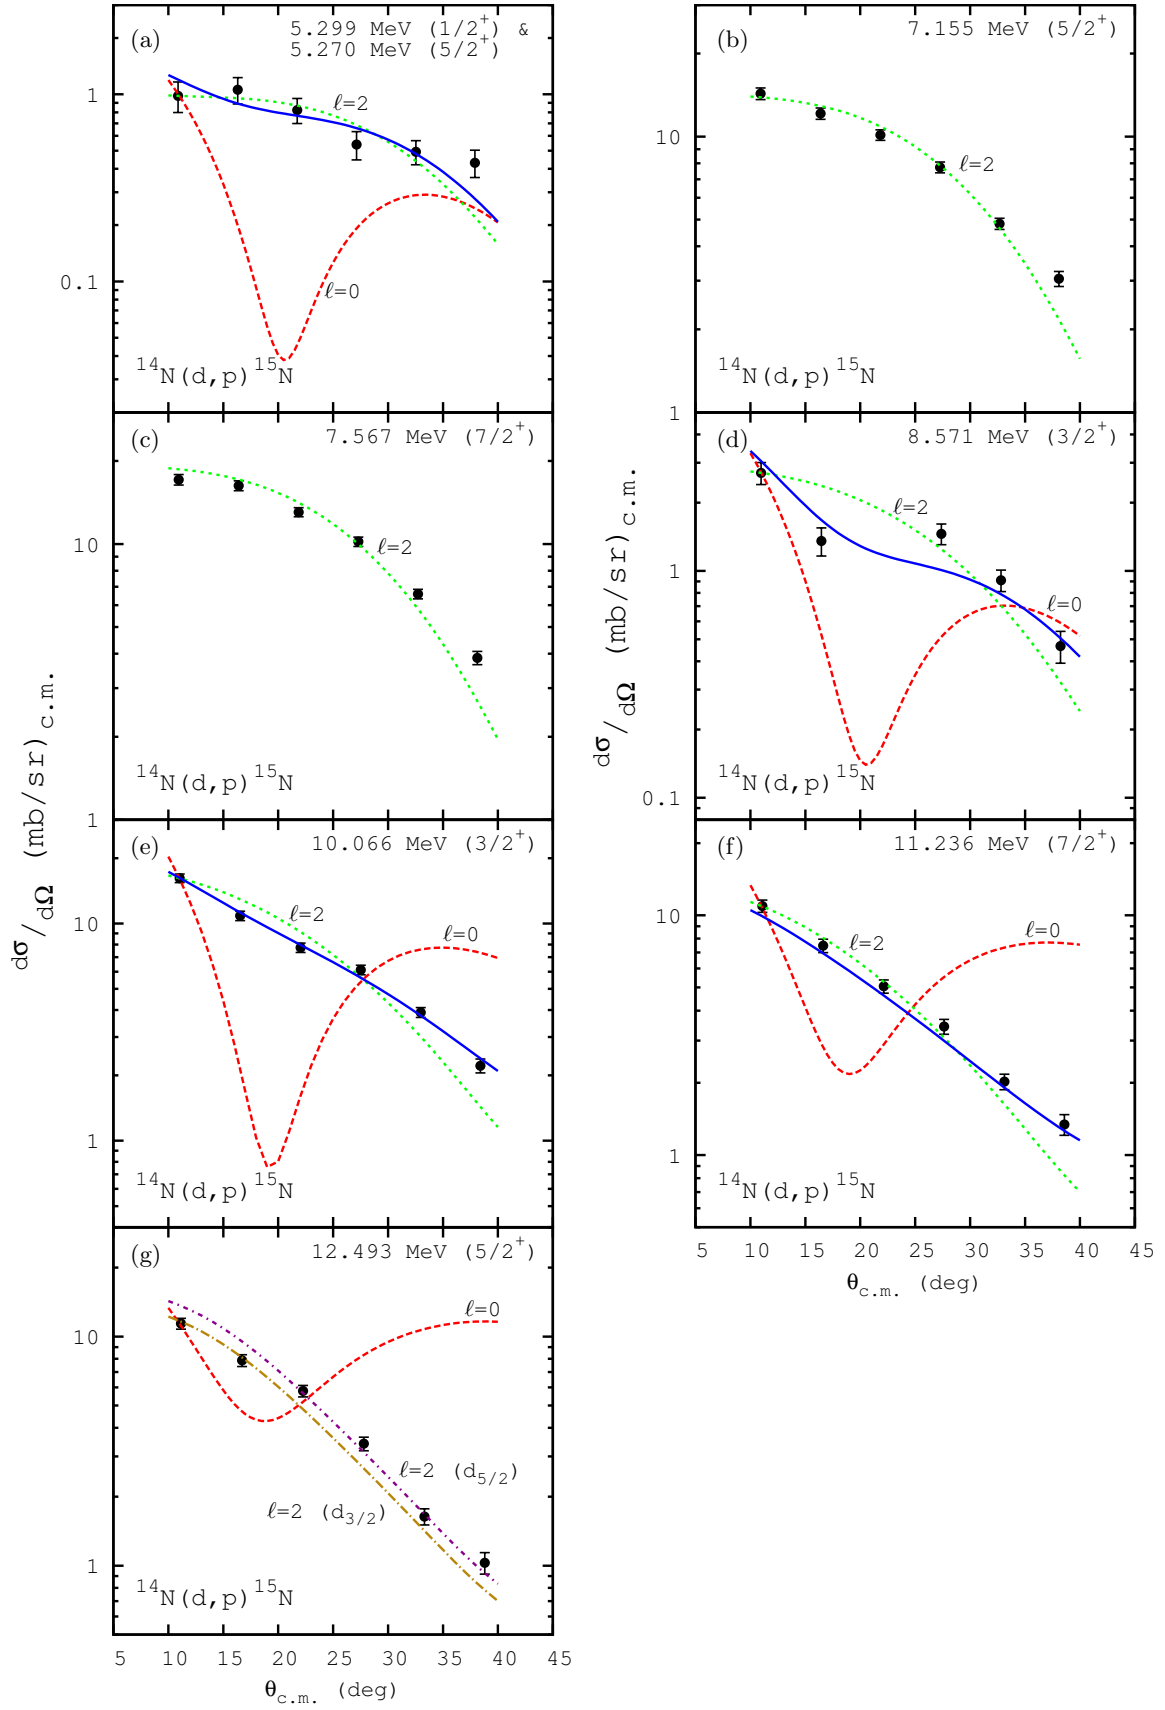 (a) 5.299 MeV (1/2⁺) &
5.270 MeV (5/2⁺)
1
0.1
ℓ=2
ℓ=0
¹⁴N(d,p)¹⁵N
(b) 7.155 MeV (5/2⁺)
10
1
ℓ=2
¹⁴N(d,p)¹⁵N
(c) 7.567 MeV (7/2⁺)
10
1
ℓ=2
¹⁴N(d,p)¹⁵N
(d) 8.571 MeV (3/2⁺)
1
0.1
ℓ=2
ℓ=0
¹⁴N(d,p)¹⁵N
dσ/dΩ (mb/sr)c.m.
(e) 10.066 MeV (3/2⁺)
10
1
ℓ=2
ℓ=0
¹⁴N(d,p)¹⁵N
dσ/dΩ (mb/sr)c.m.
(f) 11.236 MeV (7/2⁺)
10
1
ℓ=2
ℓ=0
¹⁴N(d,p)¹⁵N
5 10 15 20 25 30 35 40 45
θc.m. (deg)
(g) 12.493 MeV (5/2⁺)
10
1
ℓ=0
ℓ=2 (d5/2)
ℓ=2 (d3/2)
¹⁴N(d,p)¹⁵N
5 10 15 20 25 30 35 40 45
θc.m. (deg)